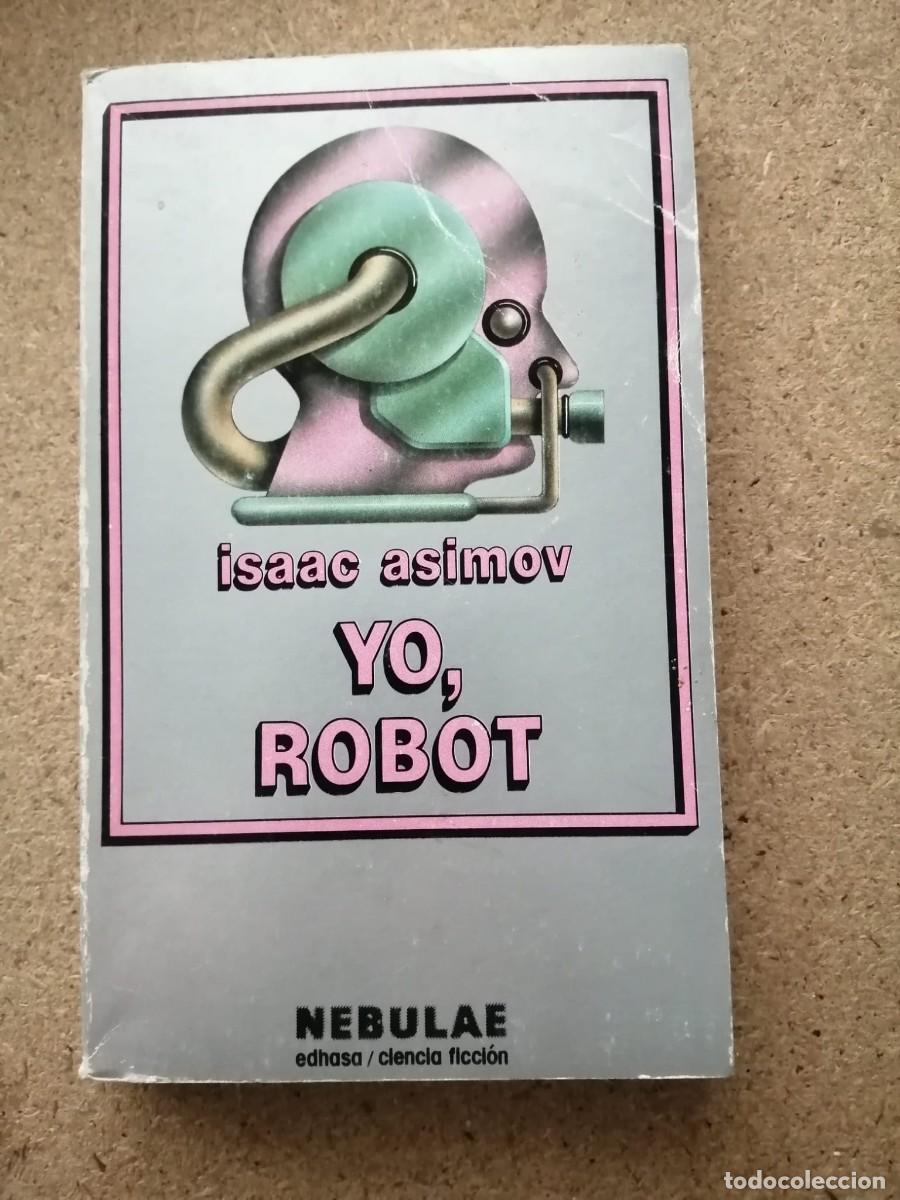 isaac asimov
YO,
ROBOT
NEBULAE
edhasa / ciencia ficción
todocoleccion